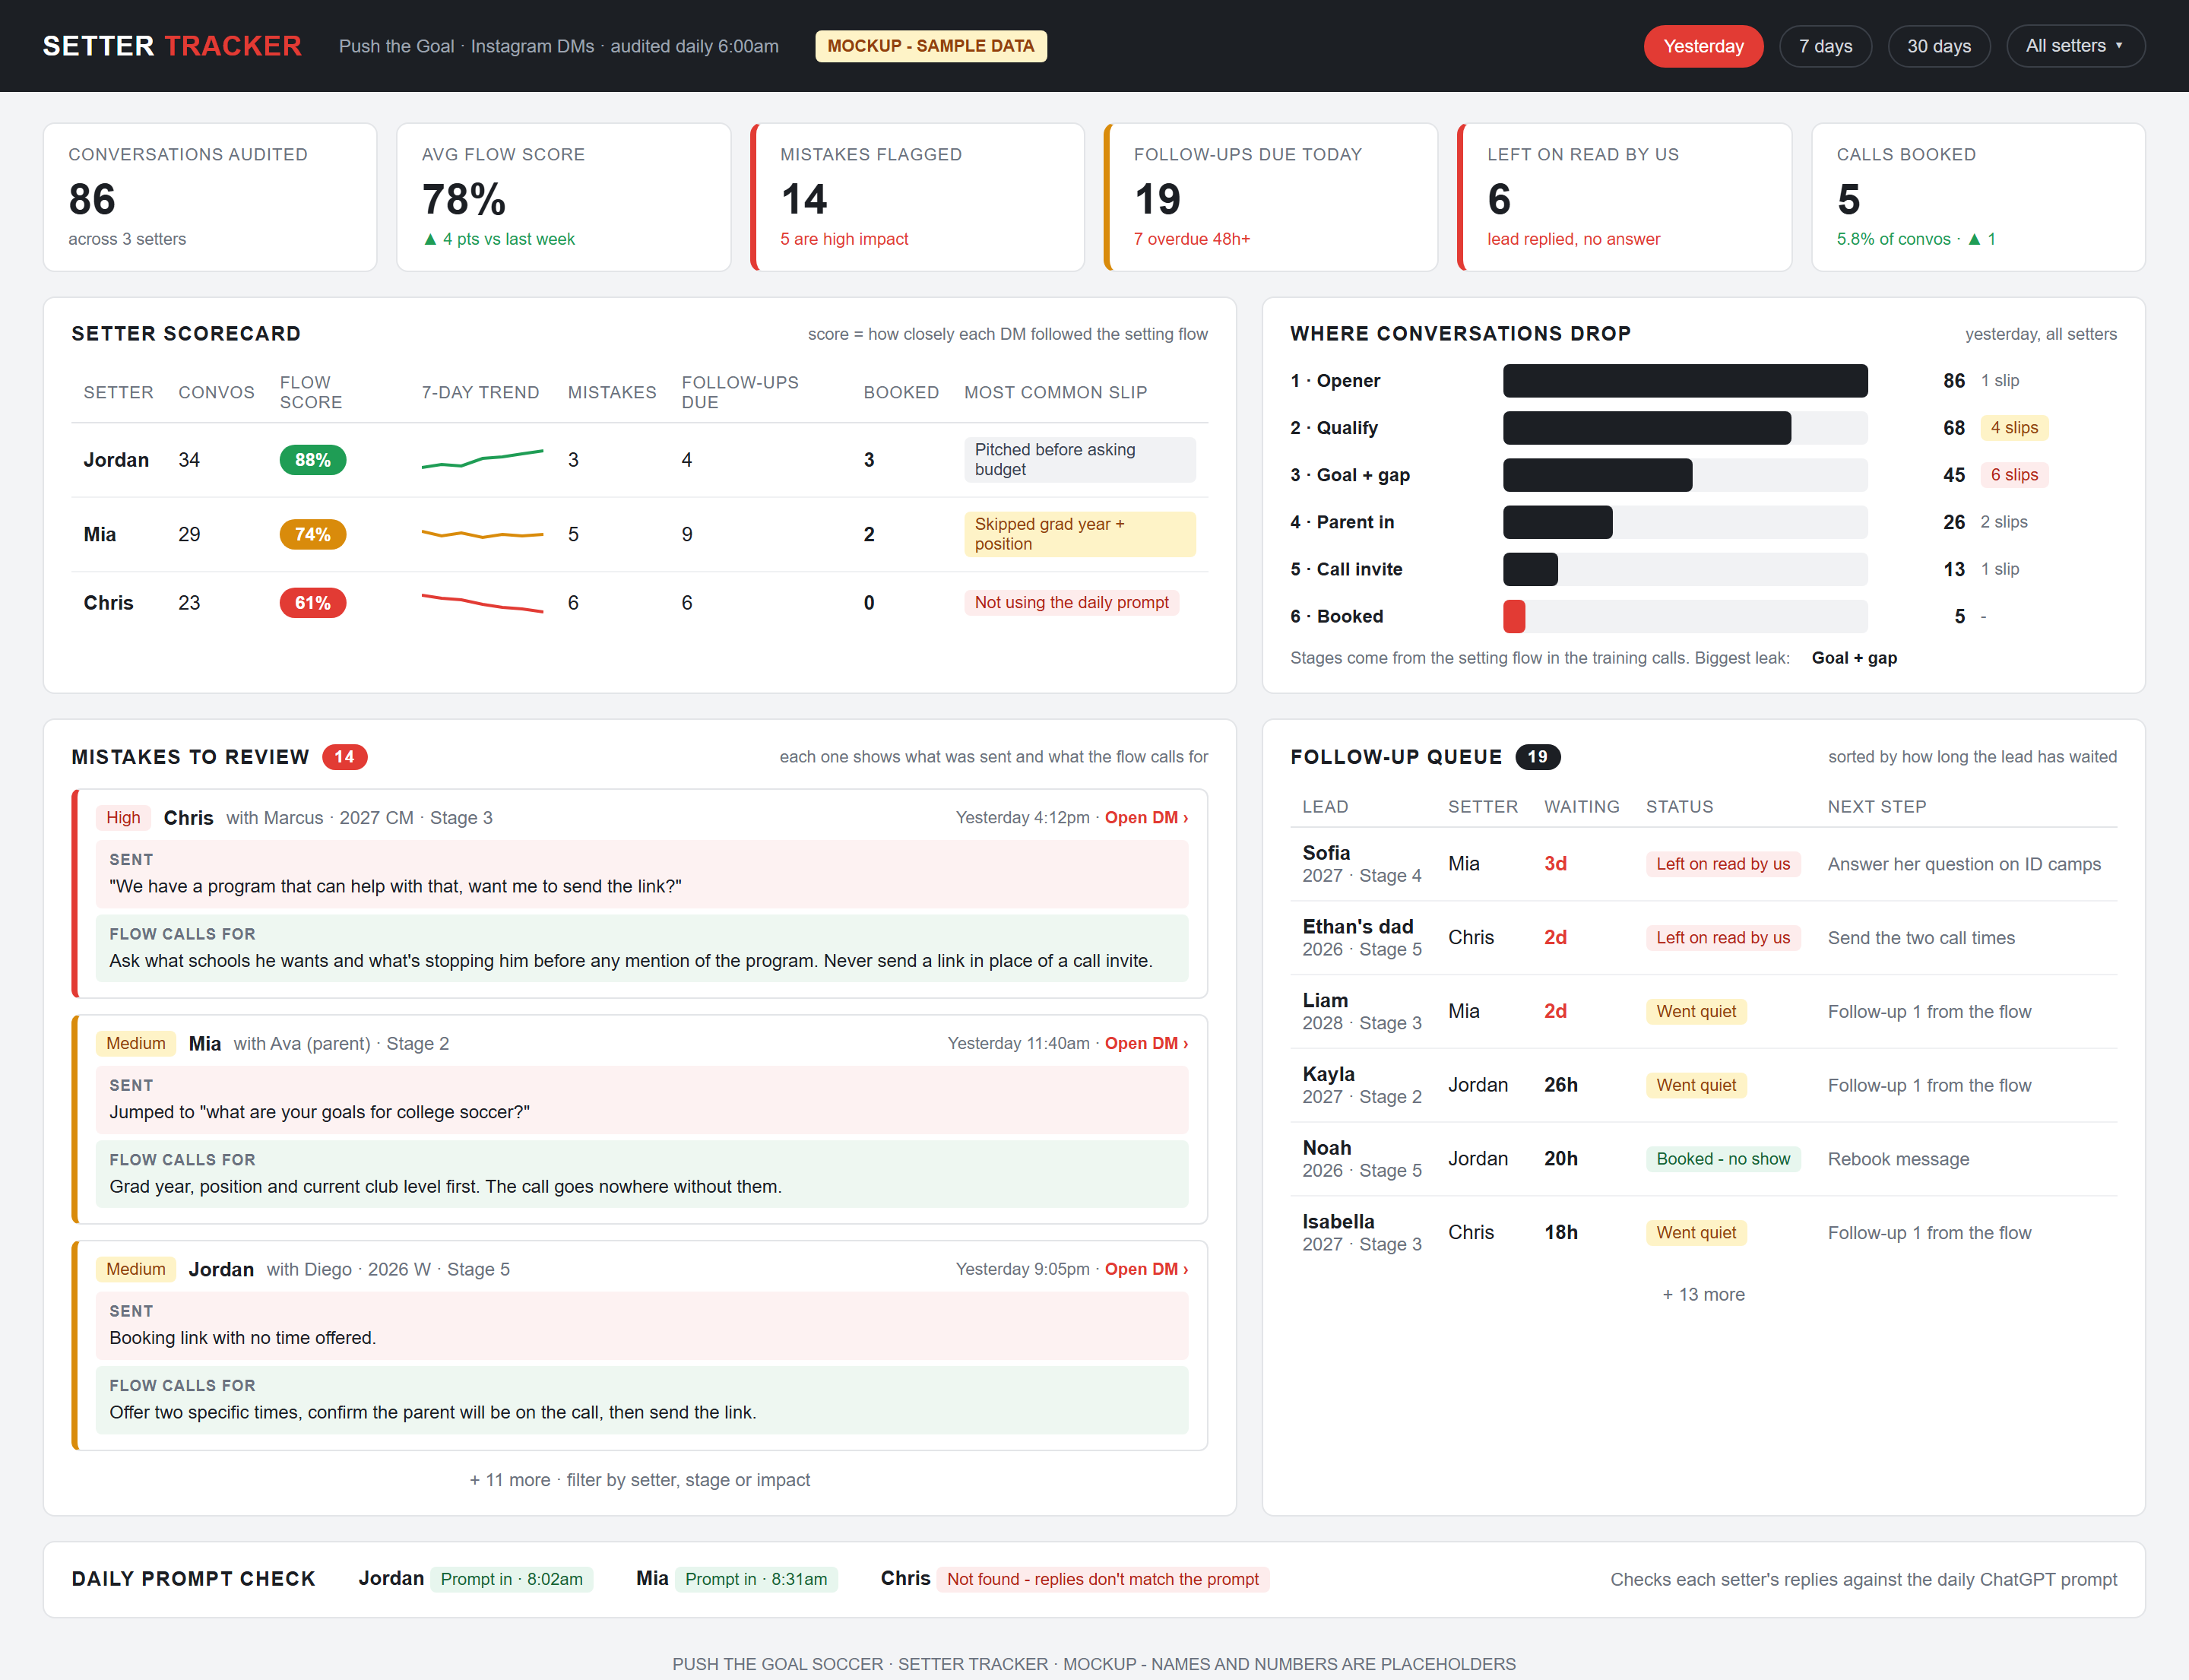 SETTER TRACKER
Push the Goal · Instagram DMs · audited daily 6:00am
MOCKUP - SAMPLE DATA
Yesterday
7 days
30 days
All setters ▼
CONVERSATIONS AUDITED
86
across 3 setters
AVG FLOW SCORE
78%
▲ 4 pts vs last week
MISTAKES FLAGGED
14
5 are high impact
FOLLOW-UPS DUE TODAY
19
7 overdue 48h+
LEFT ON READ BY US
6
lead replied, no answer
CALLS BOOKED
5
5.8% of convos · ▲ 1
SETTER SCORECARD
score = how closely each DM followed the setting flow
SETTER CONVOS FLOW SCORE 7-DAY TREND MISTAKES FOLLOW-UPS DUE BOOKED MOST COMMON SLIP
Jordan 34 88% 3 4 3 Pitched before asking budget
Mia 29 74% 5 9 2 Skipped grad year + position
Chris 23 61% 6 6 0 Not using the daily prompt
WHERE CONVERSATIONS DROP
yesterday, all setters
1 · Opener 86 1 slip
2 · Qualify 68 4 slips
3 · Goal + gap 45 6 slips
4 · Parent in 26 2 slips
5 · Call invite 13 1 slip
6 · Booked 5 -
Stages come from the setting flow in the training calls. Biggest leak: Goal + gap
MISTAKES TO REVIEW 14
each one shows what was sent and what the flow calls for
High Chris with Marcus · 2027 CM · Stage 3
Yesterday 4:12pm · Open DM ›
SENT
"We have a program that can help with that, want me to send the link?"
FLOW CALLS FOR
Ask what schools he wants and what's stopping him before any mention of the program. Never send a link in place of a call invite.
Medium Mia with Ava (parent) · Stage 2
Yesterday 11:40am · Open DM ›
SENT
Jumped to "what are your goals for college soccer?"
FLOW CALLS FOR
Grad year, position and current club level first. The call goes nowhere without them.
Medium Jordan with Diego · 2026 W · Stage 5
Yesterday 9:05pm · Open DM ›
SENT
Booking link with no time offered.
FLOW CALLS FOR
Offer two specific times, confirm the parent will be on the call, then send the link.
+ 11 more · filter by setter, stage or impact
FOLLOW-UP QUEUE 19
sorted by how long the lead has waited
LEAD SETTER WAITING STATUS NEXT STEP
Sofia
2027 · Stage 4 Mia 3d Left on read by us Answer her question on ID camps
Ethan's dad
2026 · Stage 5 Chris 2d Left on read by us Send the two call times
Liam
2028 · Stage 3 Mia 2d Went quiet Follow-up 1 from the flow
Kayla
2027 · Stage 2 Jordan 26h Went quiet Follow-up 1 from the flow
Noah
2026 · Stage 5 Jordan 20h Booked - no show Rebook message
Isabella
2027 · Stage 3 Chris 18h Went quiet Follow-up 1 from the flow
+ 13 more
DAILY PROMPT CHECK
Jordan Prompt in · 8:02am
Mia Prompt in · 8:31am
Chris Not found - replies don't match the prompt
Checks each setter's replies against the daily ChatGPT prompt
PUSH THE GOAL SOCCER · SETTER TRACKER · MOCKUP - NAMES AND NUMBERS ARE PLACEHOLDERS